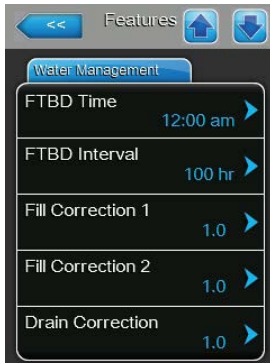 <<
Features
Water Management
FTBD Time
12:00 am
FTBD Interval
100 hr
Fill Correction 1
1.0
Fill Correction 2
1.0
Drain Correction
1.0